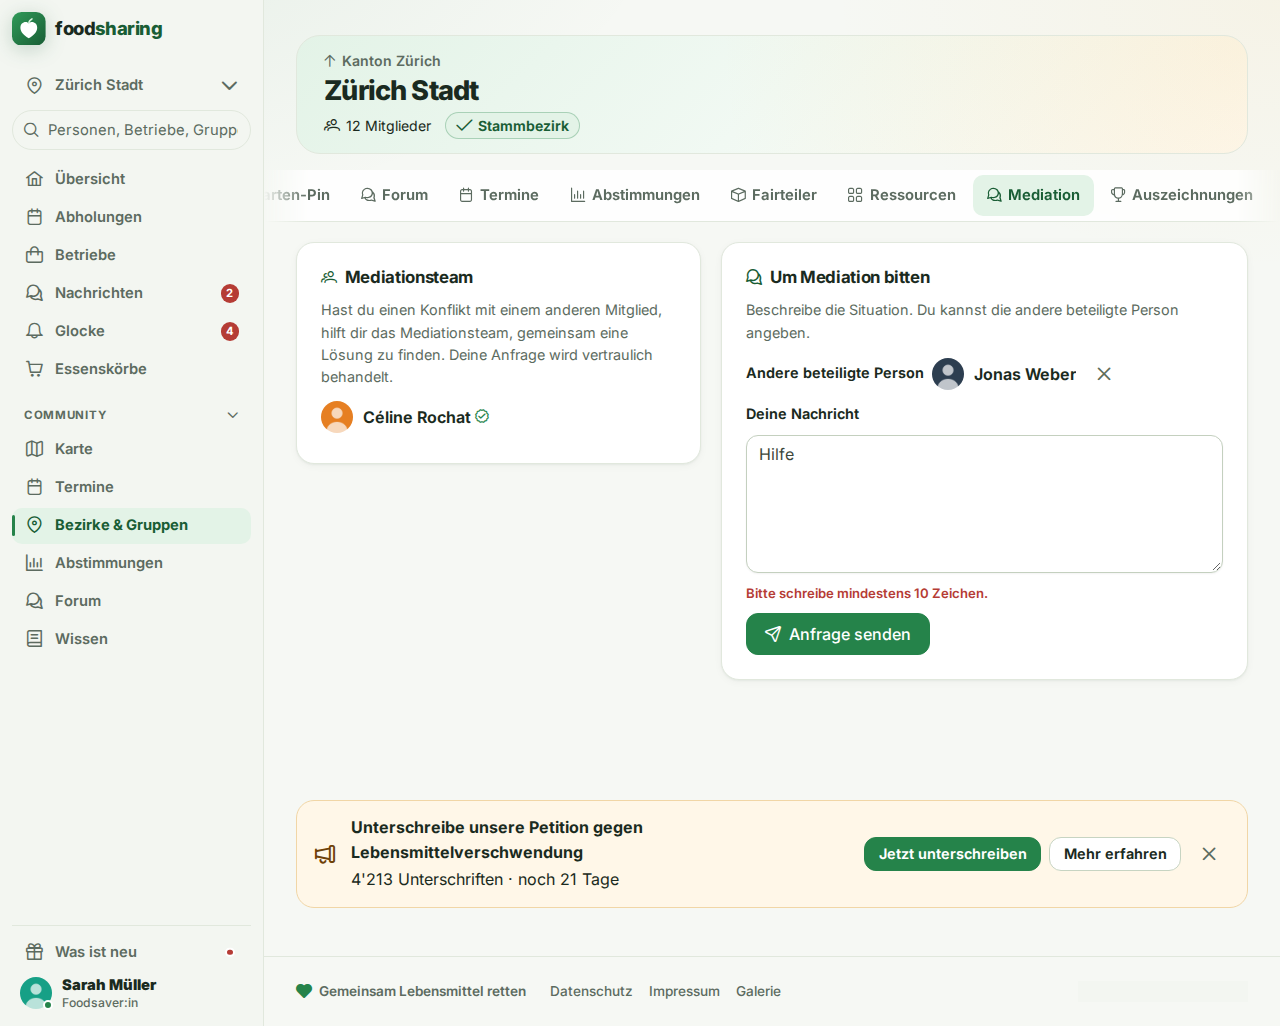 foodsharing
Zürich Stadt
Personen, Betriebe, Grupp
Übersicht
Abholungen
Betriebe
Nachrichten 2
Glocke 4
Essenskörbe
COMMUNITY
Karte
Termine
Bezirke & Gruppen
Abstimmungen
Forum
Wissen
Was ist neu
Sarah Müller
Foodsaver:in
Kanton Zürich
Zürich Stadt
12 Mitglieder Stammbezirk
rten-Pin Forum Termine Abstimmungen Fairteiler Ressourcen Mediation Auszeichnungen
Mediationsteam
Hast du einen Konflikt mit einem anderen Mitglied,
hilft dir das Mediationsteam, gemeinsam eine
Lösung zu finden. Deine Anfrage wird vertraulich
behandelt.
Céline Rochat
Um Mediation bitten
Beschreibe die Situation. Du kannst die andere beteiligte Person
angeben.
Andere beteiligte Person Jonas Weber
Deine Nachricht
Hilfe
Bitte schreibe mindestens 10 Zeichen.
Anfrage senden
Unterschreibe unsere Petition gegen
Lebensmittelverschwendung
4'213 Unterschriften · noch 21 Tage
Jetzt unterschreiben Mehr erfahren
Gemeinsam Lebensmittel retten Datenschutz Impressum Galerie